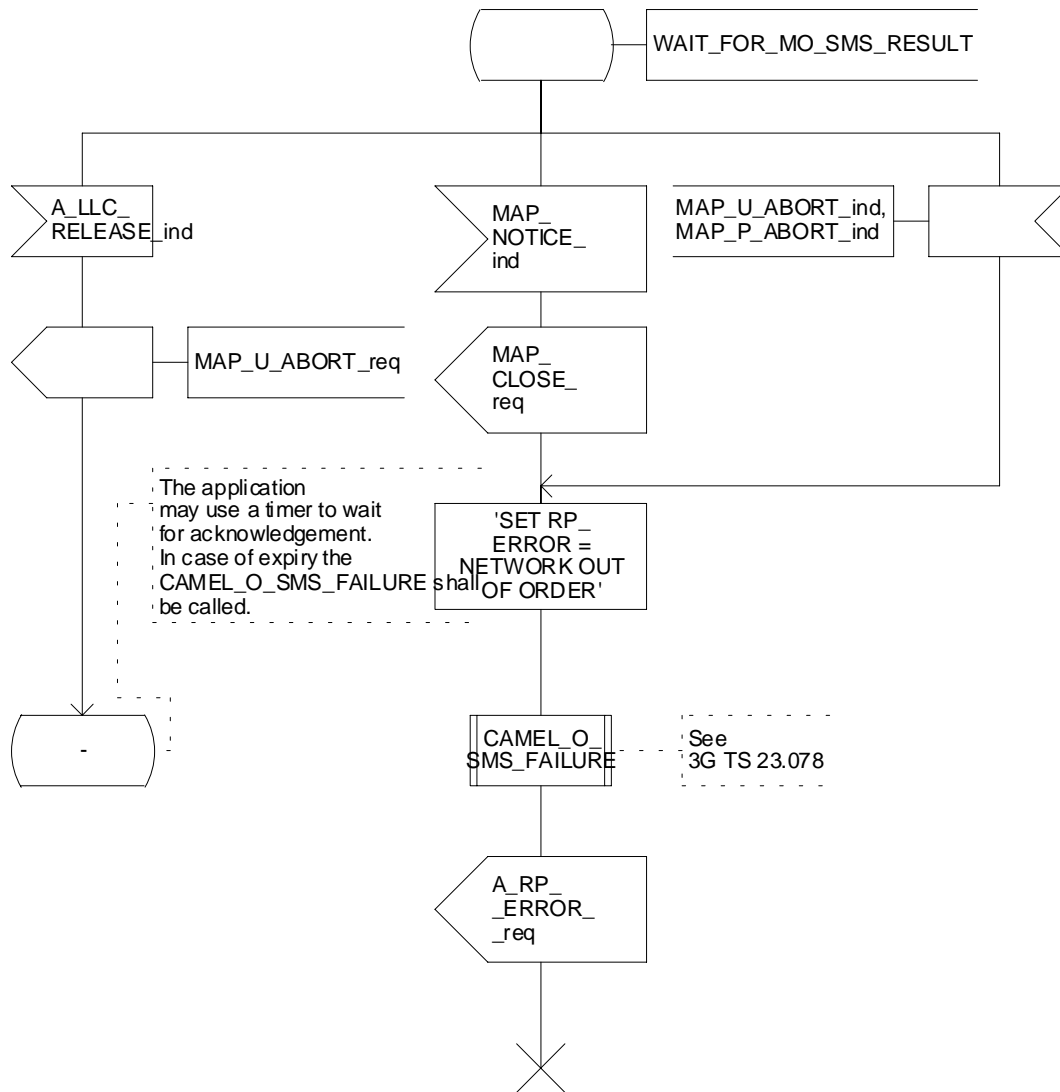 WAIT_FOR_MO_SMS_RESULT
A_LLC_
RELEASE_ind
MAP_
NOTICE_
ind
MAP_U_ABORT_ind,
MAP_P_ABORT_ind
MAP_U_ABORT_req
MAP_
CLOSE_
req
The application
may use a timer to wait
for acknowledgement.
In case of expiry the
CAMEL_O_SMS_FAILURE shall
be called.
'SET RP_
ERROR =
NETWORK OUT
OF ORDER'
-
CAMEL_O_
SMS_FAILURE
See
3G TS 23.078
A_RP_
_ERROR_
_req